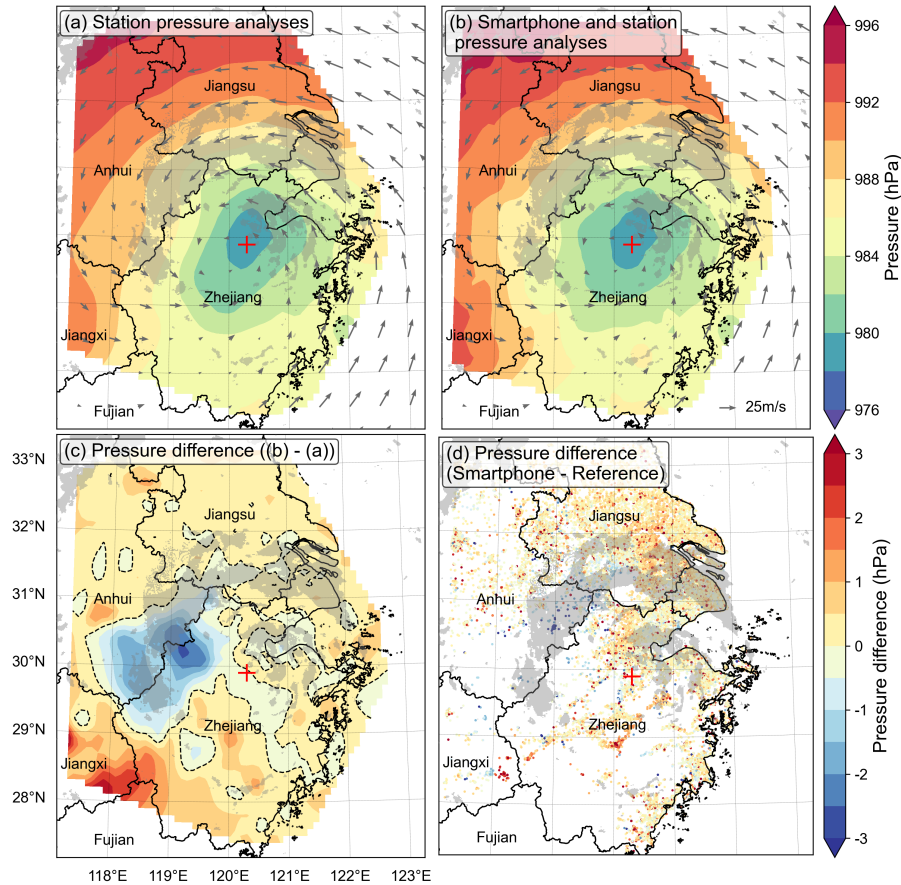 (a) Station pressure analyses
Jiangsu
Anhui
Zhejiang
Jiangxi
Fujian
(b) Smartphone and station
pressure analyses
Jiangsu
Anhui
Zhejiang
Jiangxi
Fujian
25m/s
996
992
988
984
980
976
Pressure (hPa)
(c) Pressure difference ((b) - (a))
Jiangsu
Anhui
Zhejiang
Jiangxi
Fujian
33°N
32°N
31°N
30°N
29°N
28°N
118°E 119°E 120°E 121°E 122°E 123°E
(d) Pressure difference
(Smartphone - Reference)
Jiangsu
Anhui
Zhejiang
Jiangxi
Fujian
3
2
1
0
-1
-2
-3
Pressure difference (hPa)